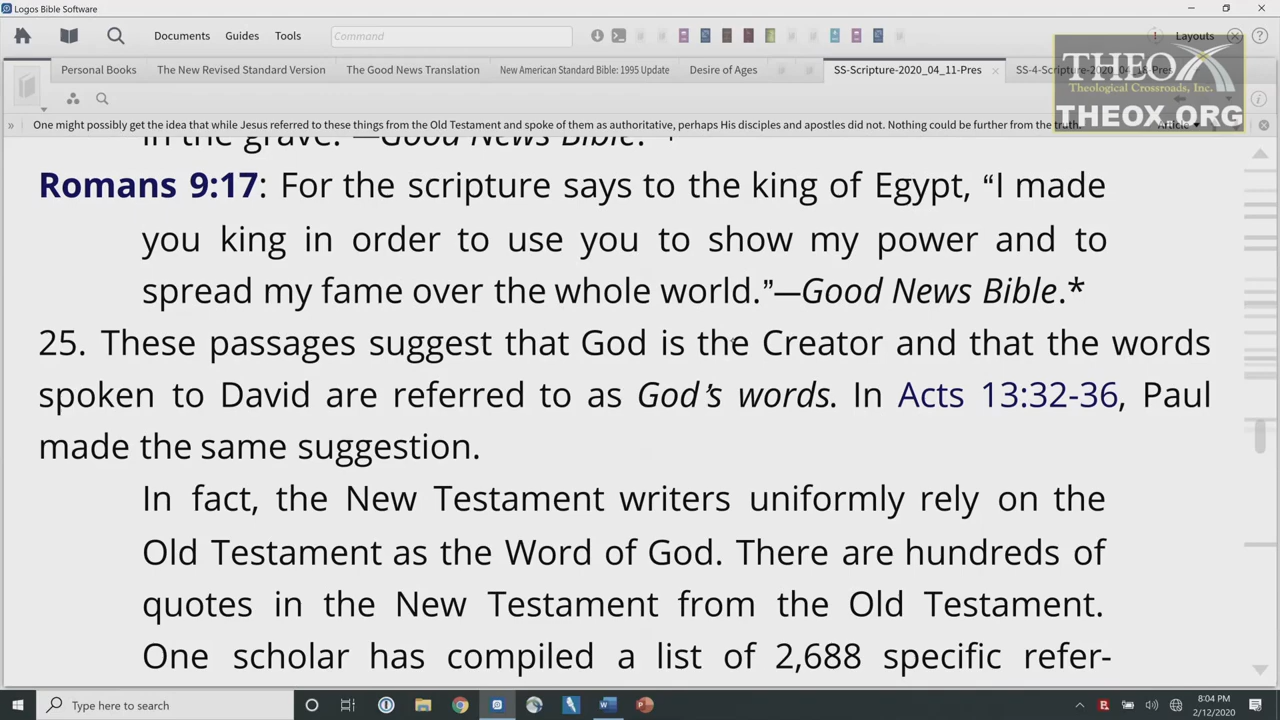 Logos Bible Software
Documents Guides Tools Command Layouts
Personal Books The New Revised Standard Version New American Standard Bible: 1995 Update Desire of Ages SS-Scripture-2020_04_11-Pres SS-4-Scripture-2020_04_18-Pres
THEOX
Theological Crossroads, Inc.
THEOX.ORG
» One might possibly get the idea that while Jesus referred to these things from the Old Testament and spoke of them as authoritative, perhaps His disciples and apostles did not. Nothing could be further from the truth. Article
in the grave." —Good News Bible.*
Romans 9:17: For the scripture says to the king of Egypt, “I made
you king in order to use you to show my power and to
spread my fame over the whole world.”—Good News Bible.*
25. These passages suggest that God is the Creator and that the words
spoken to David are referred to as God’s words. In Acts 13:32-36, Paul
made the same suggestion.
In fact, the New Testament writers uniformly rely on the
Old Testament as the Word of God. There are hundreds of
quotes in the New Testament from the Old Testament.
One scholar has compiled a list of 2,688 specific refer-
Type here to search
8:04 PM
2/12/2020